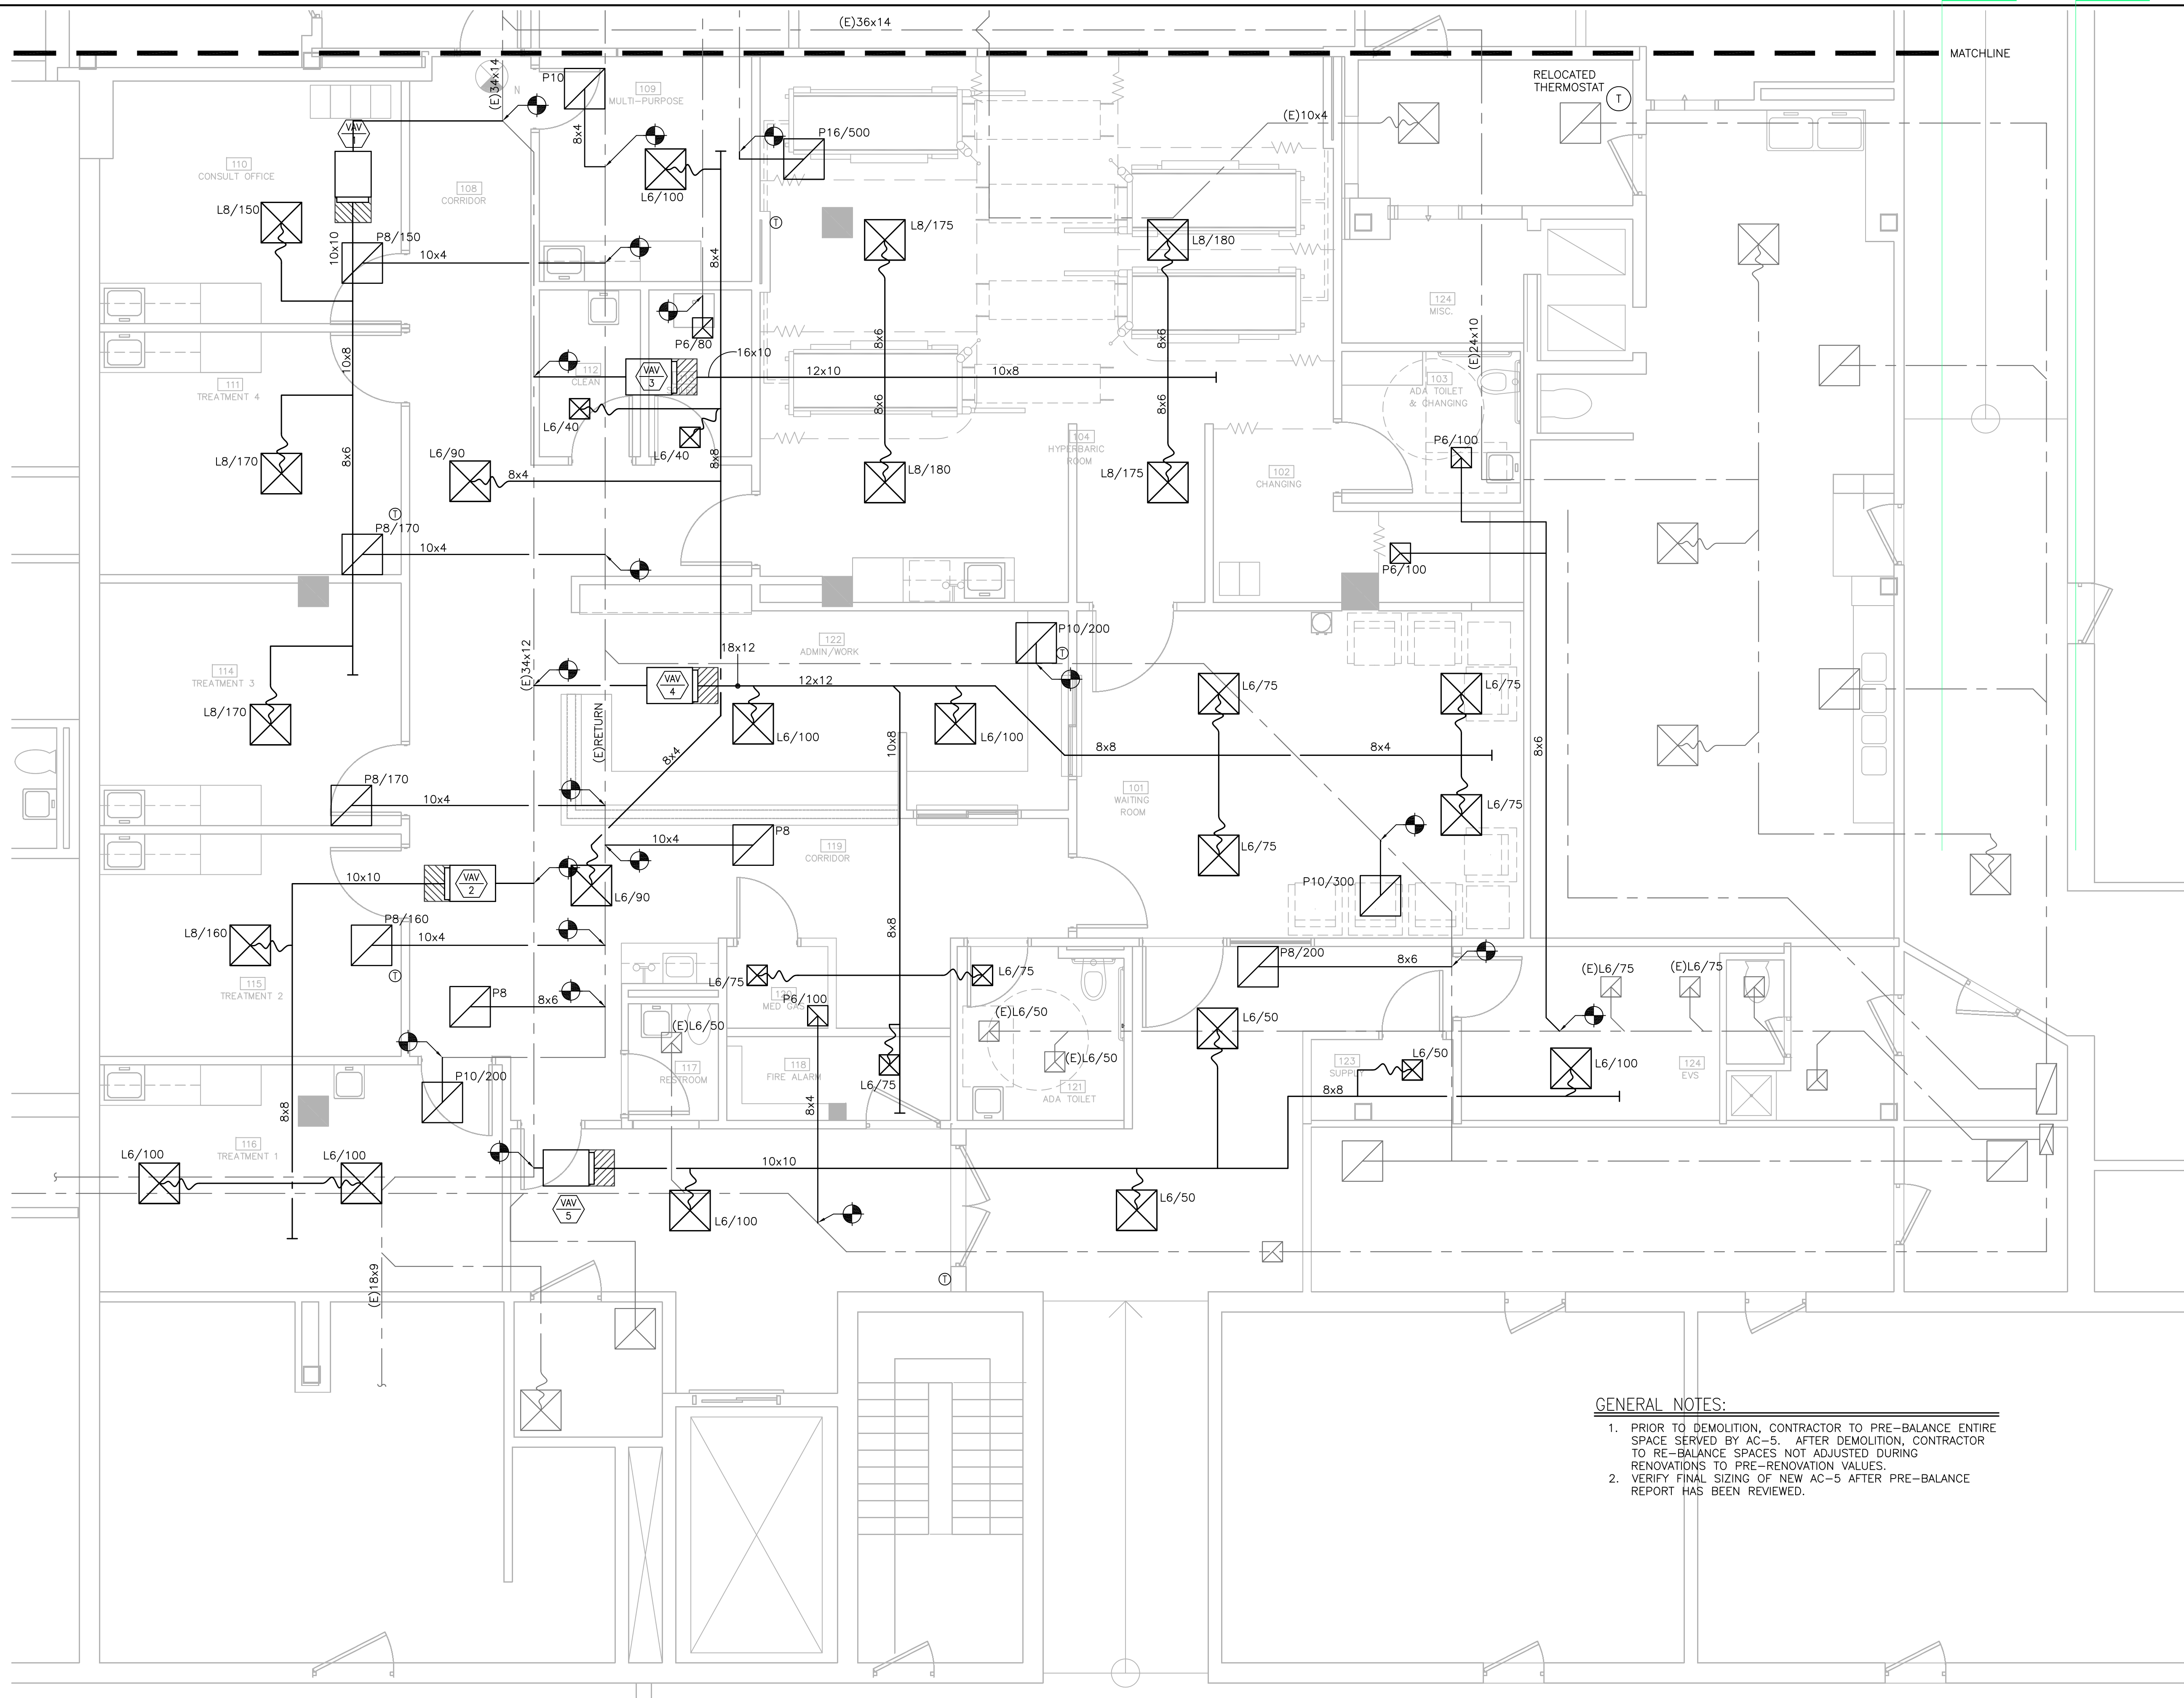 (E)36x14
MATCHLINE
RELOCATED
THERMOSTAT
T
(E)34x14
N
P10
109
MULTI-PURPOSE
8x4
VAV
P16/500
(E)10x4
110
CONSULT OFFICE
108
CORRIDOR
L6/100
L8/150
P8/150
10x10
10x4
8x4
T
L8/175
L8/180
124
MISC.
(E)24x10
P6/80
16x10
8x6
8x6
10x8
112
CLEAN
VAV
3
12x10
10x8
111
TREATMENT 4
103
ADA TOILET
& CHANGING
L6/40
L6/40
8x6
8x6
8x6
8x8
104
HYPERBARIC
ROOM
P6/100
L8/170
L6/90
8x4
L8/180
L8/175
102
CHANGING
T
P8/170
10x4
P6/100
(E)34x12
18x12
122
ADMIN/WORK
P10/200
T
114
TREATMENT 3
VAV
4
12x12
L6/75
L6/75
L8/170
(E)RETURN
8x4
L6/100
L6/100
10x8
8x8
8x4
8x6
P8/170
10x4
101
WAITING
ROOM
L6/75
L6/75
10x4
P8
119
CORRIDOR
10x10
VAV
2
L6/90
P10/300
L8/160
P8/160
10x4
8x8
T
115
TREATMENT 2
P8
8x6
L6/75
120
MED GAS
P6/100
L6/75
P8/200
8x6
(E)L6/75
(E)L6/75
(E)L6/50
(E)L6/50
(E)L6/50
L6/50
L6/50
L6/100
P10/200
117
RESTROOM
118
FIRE ALARM
L6/75
121
ADA TOILET
123
124
EVS
8x8
8x4
8x8
116
TREATMENT 1
L6/100
L6/100
10x10
VAV
5
L6/100
L6/50
(E)18x9
T
GENERAL NOTES:
1. PRIOR TO DEMOLITION, CONTRACTOR TO PRE-BALANCE ENTIRE
SPACE SERVED BY AC-5. AFTER DEMOLITION, CONTRACTOR
TO RE-BALANCE SPACES NOT ADJUSTED DURING
RENOVATIONS TO PRE-RENOVATION VALUES.
2. VERIFY FINAL SIZING OF NEW AC-5 AFTER PRE-BALANCE
REPORT HAS BEEN REVIEWED.